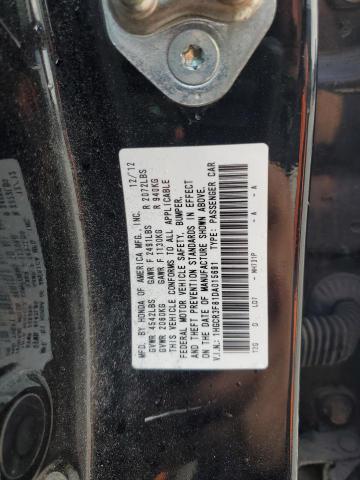 MFD. BY HONDA OF AMERICA MFG., INC. 12/12
GVWR 4542LBS GAWR F 2491LBS R 2072LBS
GVWR 2060KG GAWR F 1130KG R 940KG
THIS VEHICLE CONFORMS TO ALL APPLICABLE
FEDERAL MOTOR VEHICLE SAFETY, BUMPER,
AND THEFT PREVENTION STANDARDS IN EFFECT
ON THE DATE OF MANUFACTURE SHOWN ABOVE.
V.I.N.: 1HGCR3F81DA015691 TYPE: PASSENGER CAR
NH731P A A